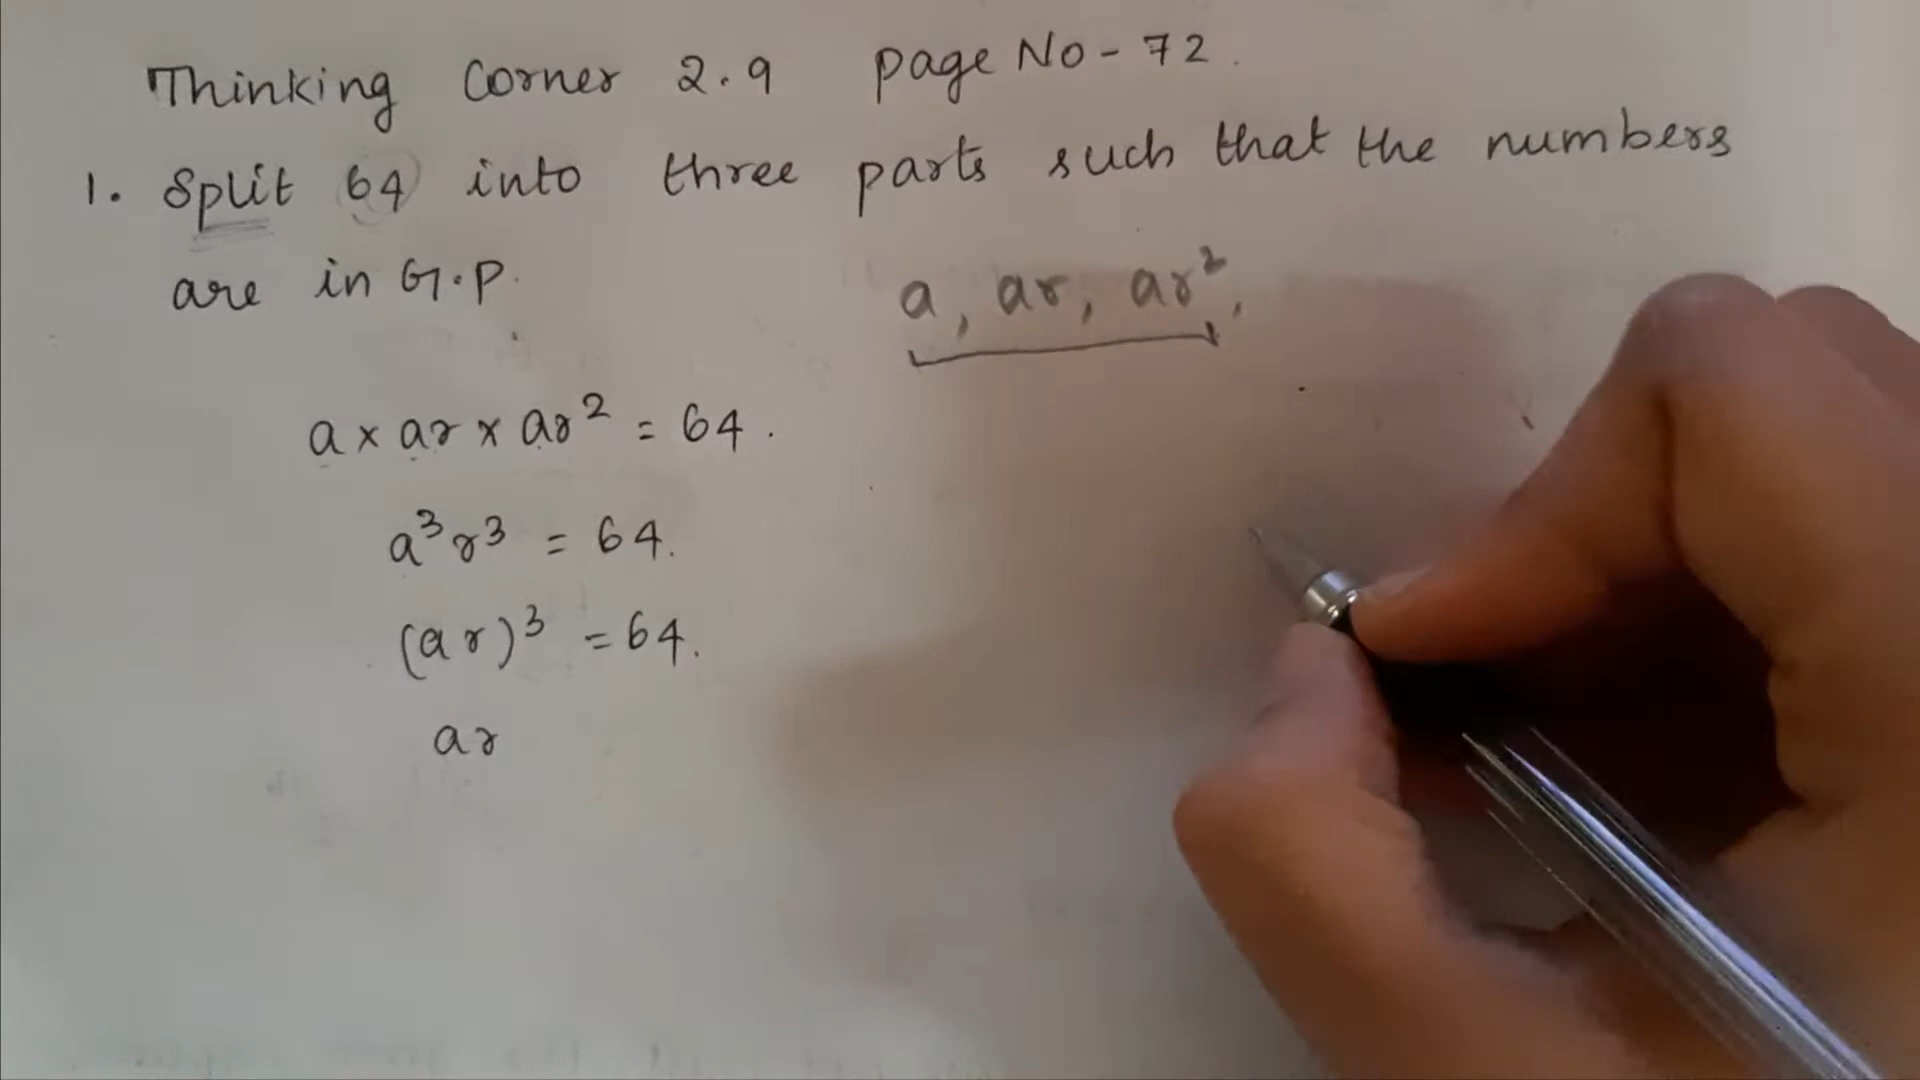 Thinking Corner 2.9 page No - 72.
1. Split 64 into three parts such that the numbers
are in G.P.
a, ar, ar²,
a × ar × ar² = 64.
a³r³ = 64.
(ar)³ = 64.
ar